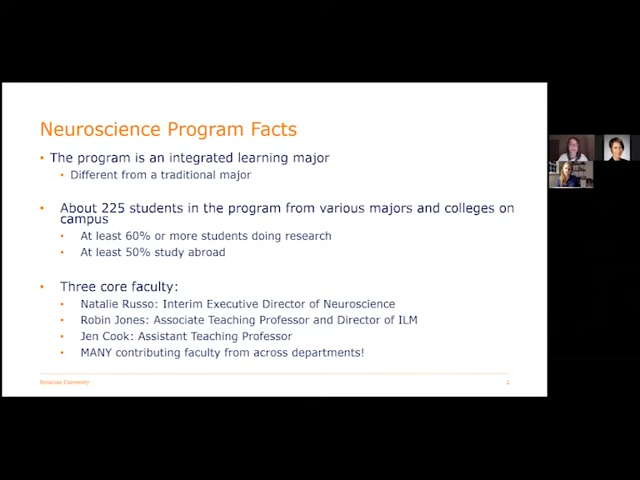 Neuroscience Program Facts
• The program is an integrated learning major
• Different from a traditional major
• About 225 students in the program from various majors and colleges on
campus
• At least 60% or more students doing research
• At least 50% study abroad
• Three core faculty:
• Natalie Russo: Interim Executive Director of Neuroscience
• Robin Jones: Associate Teaching Professor and Director of ILM
• Jen Cook: Assistant Teaching Professor
• MANY contributing faculty from across departments!
Syracuse University
2